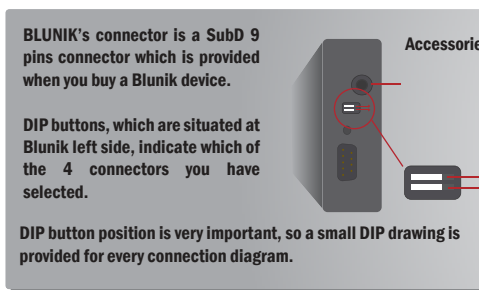 BLUNIK's connector is a SubD 9
pins connector which is provided
when you buy a Blunik device.
Accessorie
DIP buttons, which are situated at
Blunik left side, indicate which of
the 4 connectors you have
selected.
DIP button position is very important, so a small DIP drawing is
provided for every connection diagram.